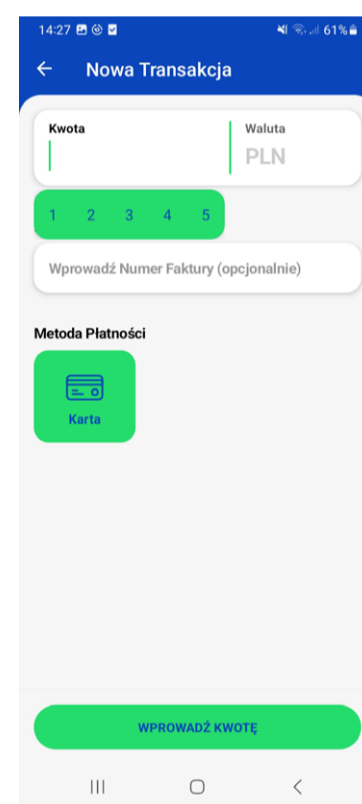 14:27 61%
Nowa Transakcja
Kwota Waluta
PLN
1 2 3 4 5
Wprowadź Numer Faktury (opcjonalnie)
Metoda Płatności
Karta
WPROWADŹ KWOTĘ